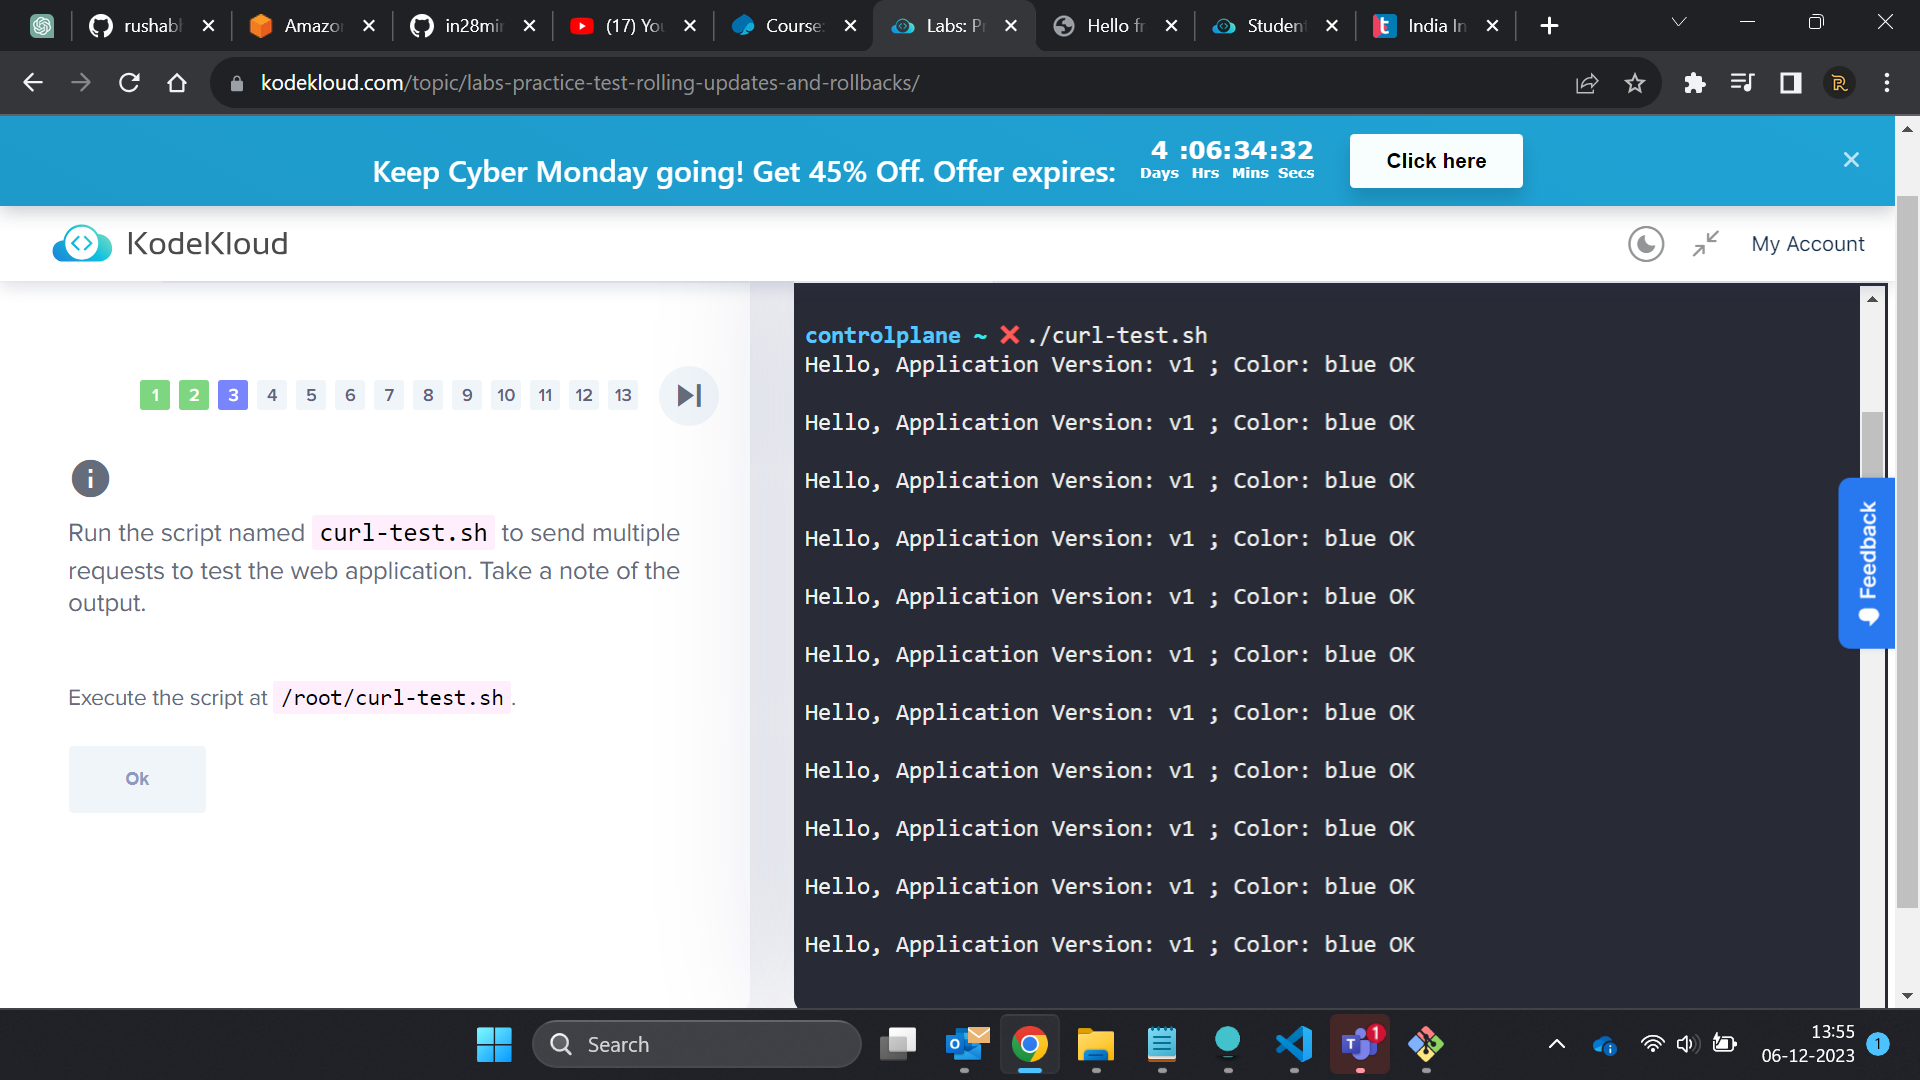 rushabh
Amazon
in28min
(17) You
Course:
Labs: Pr
Hello fr
Student
India In
kodekloud.com/topic/labs-practice-test-rolling-updates-and-rollbacks/
Keep Cyber Monday going! Get 45% Off. Offer expires:
4 :06:34:32
Days Hrs Mins Secs
Click here
KodeKloud
My Account
1 2 3 4 5 6 7 8 9 10 11 12 13
Run the script named curl-test.sh to send multiple
requests to test the web application. Take a note of the
output.
Execute the script at /root/curl-test.sh.
Ok
controlplane ~ ❌ ./curl-test.sh
Hello, Application Version: v1 ; Color: blue OK
Hello, Application Version: v1 ; Color: blue OK
Hello, Application Version: v1 ; Color: blue OK
Hello, Application Version: v1 ; Color: blue OK
Hello, Application Version: v1 ; Color: blue OK
Hello, Application Version: v1 ; Color: blue OK
Hello, Application Version: v1 ; Color: blue OK
Hello, Application Version: v1 ; Color: blue OK
Hello, Application Version: v1 ; Color: blue OK
Hello, Application Version: v1 ; Color: blue OK
Hello, Application Version: v1 ; Color: blue OK
Feedback
Search
1
13:55
06-12-2023
1